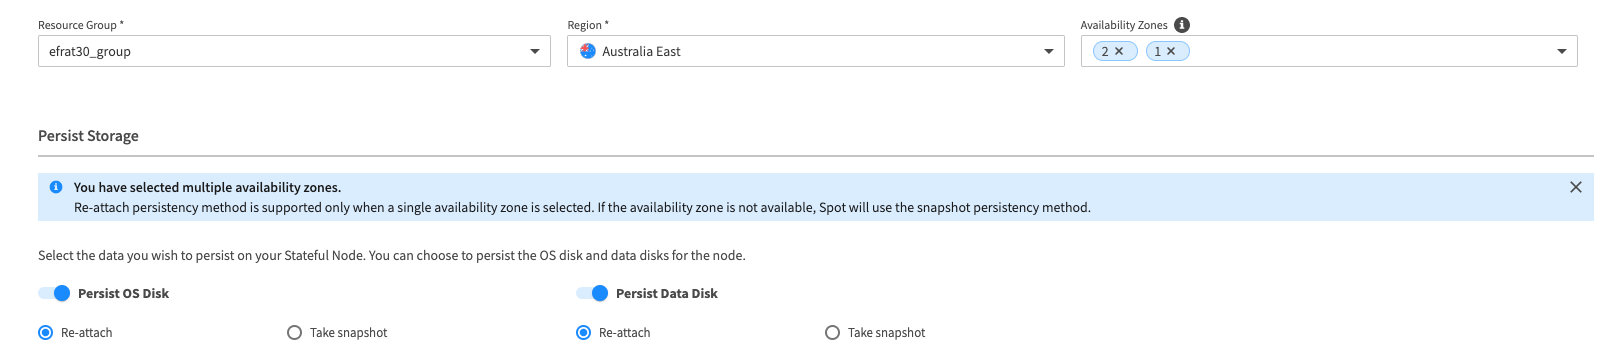 Resource Group *
Region *
Availability Zones
efrat30_group
Australia East
2 ✕ 1 ✕
Persist Storage
You have selected multiple availability zones.
Re-attach persistency method is supported only when a single availability zone is selected. If the availability zone is not available, Spot will use the snapshot persistency method.
Select the data you wish to persist on your Stateful Node. You can choose to persist the OS disk and data disks for the node.
Persist OS Disk
Persist Data Disk
Re-attach
Take snapshot
Re-attach
Take snapshot